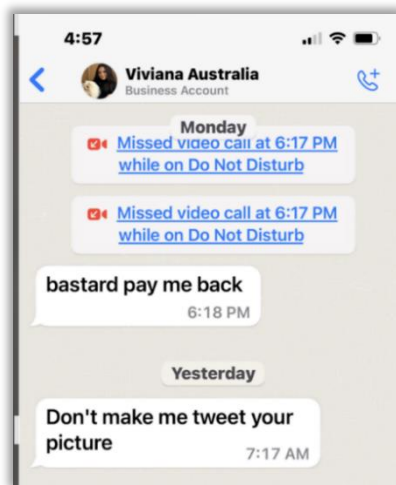 4:57
Viviana Australia
Business Account
Monday
Missed video call at 6:17 PM
while on Do Not Disturb
Missed video call at 6:17 PM
while on Do Not Disturb
bastard pay me back
6:18 PM
Yesterday
Don't make me tweet your
picture
7:17 AM